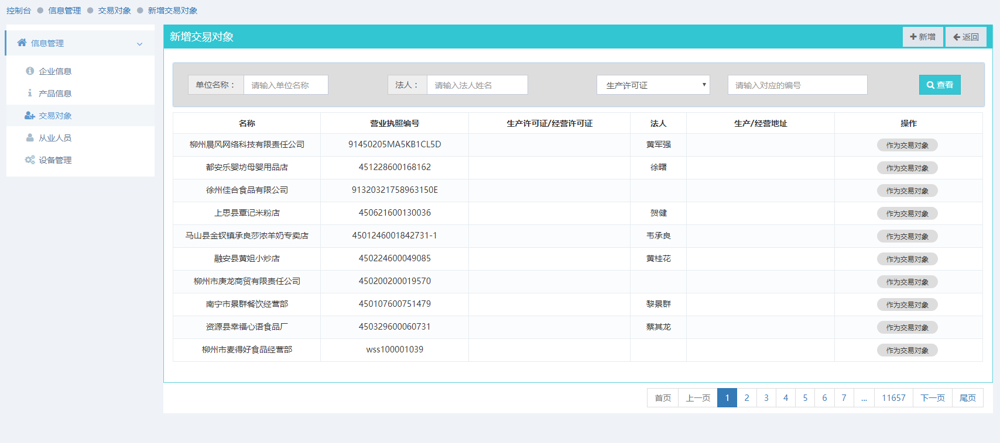 控制台 信息管理 交易对象 新增交易对象
信息管理
企业信息
产品信息
交易对象
从业人员
设备管理
新增交易对象 新增 返回
单位名称： 请输入单位名称 法人： 请输入法人姓名 生产许可证 请输入对应的编号 查看
名称 营业执照编号 生产许可证/经营许可证 法人 生产/经营地址 操作
柳州晨风网络科技有限责任公司 91450205MA5KB1CL5D 黄军强 作为交易对象
都安乐婴坊母婴用品店 451228600168162 徐曙 作为交易对象
徐州佳合食品有限公司 91320321758963150E 作为交易对象
上思县覃记米粉店 450621600130036 贺健 作为交易对象
马山县金钗镇承良莎浓羊奶专卖店 4501246001842731-1 韦承良 作为交易对象
融安县黄姐小炒店 450224600049085 黄桂花 作为交易对象
柳州市庚龙商贸有限责任公司 450200200019570 作为交易对象
南宁市景群餐饮经营部 450107600751479 黎景群 作为交易对象
资源县幸福心语食品厂 450329600060731 蔡其龙 作为交易对象
柳州市麦得好食品经营部 wss100001039 作为交易对象
首页 上一页 1 2 3 4 5 6 7 ... 11657 下一页 尾页